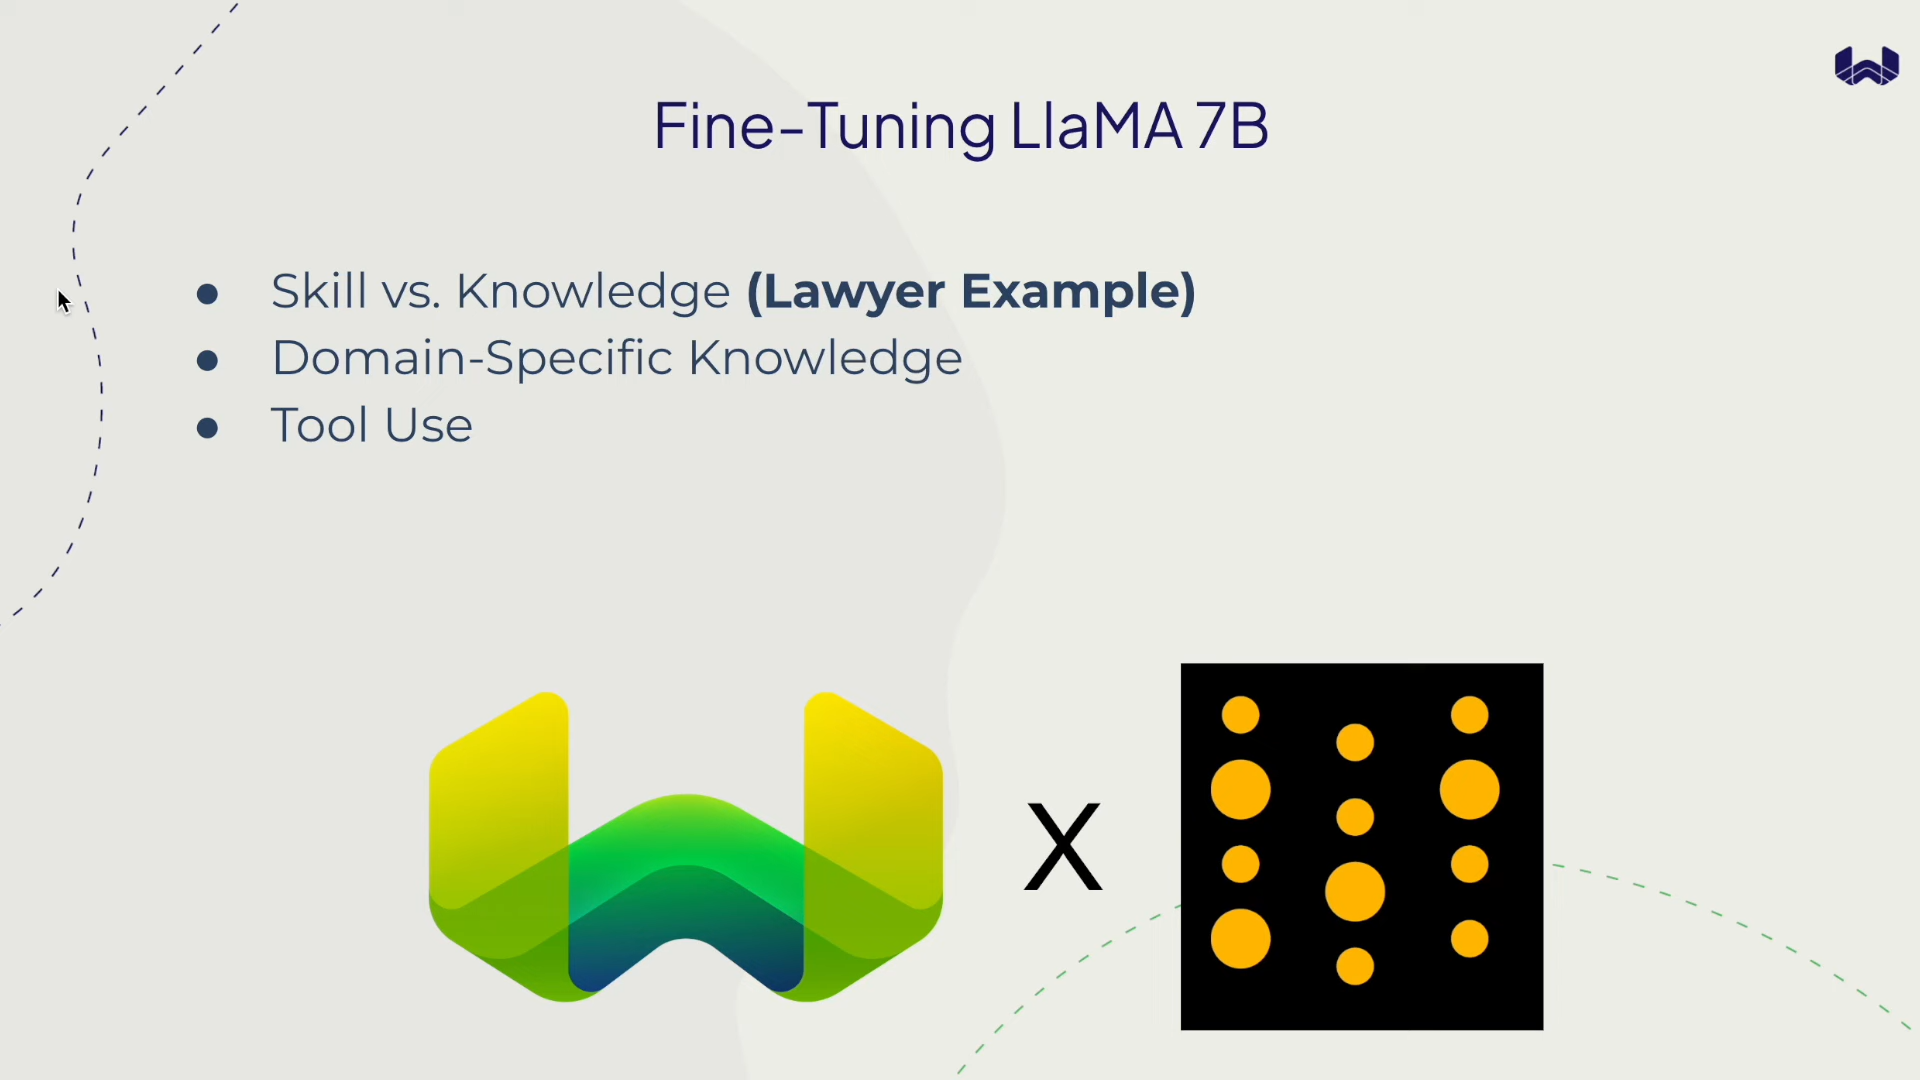 Fine-Tuning LlaMA 7B
● Skill vs. Knowledge (Lawyer Example)
● Domain-Specific Knowledge
● Tool Use
X